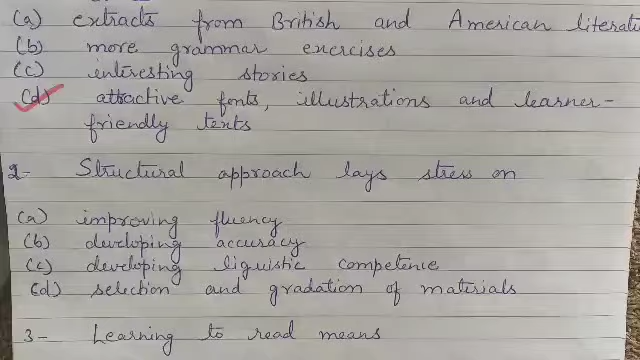 (a) extracts from British and American
(b) more grammar exercises
(c) interesting stories
(d) attractive fonts, illustrations and learner-
friendly texts
2- Structural approach lays stress on
(a) improving fluency
(b) developing accuracy
(c) developing liguistic competence
(d) selection and gradation of materials
3- Learning to read means